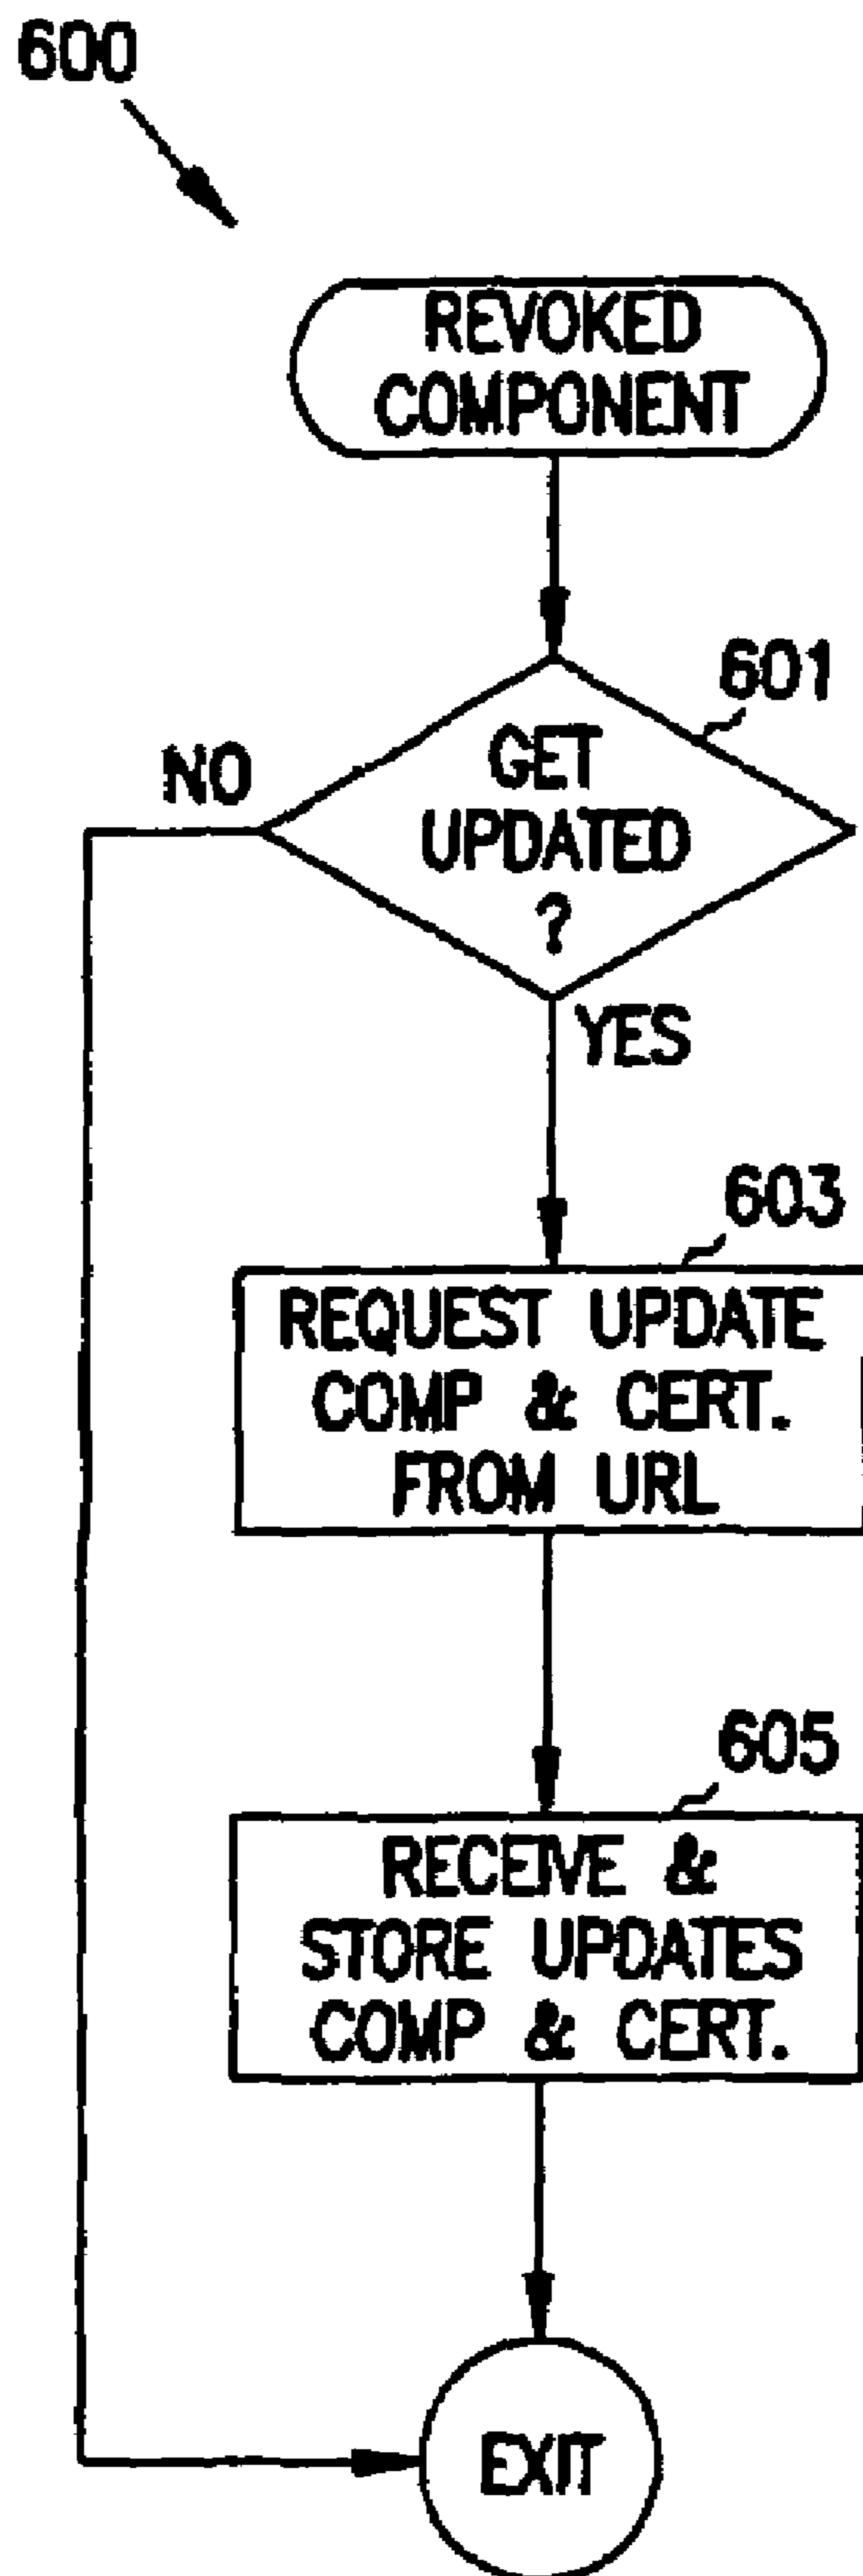 600
REVOKED
COMPONENT
601
NO
GET
UPDATED
?
YES
603
REQUEST UPDATE
COMP & CERT.
FROM URL
605
RECEIVE &
STORE UPDATES
COMP & CERT.
EXIT